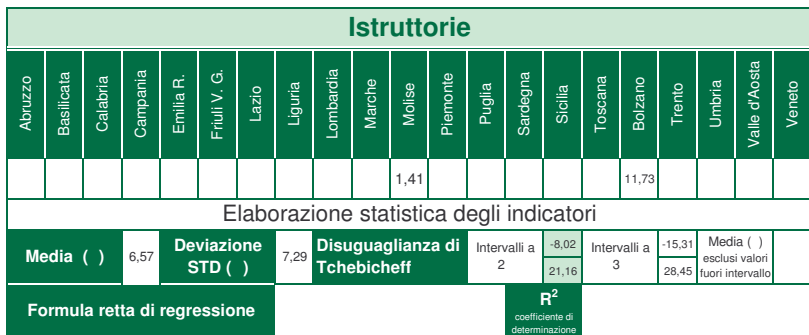 Istruttorie
Abruzzo
Basilicata
Calabria
Campania
Emilia R.
Friuli V. G.
Lazio
Liguria
Lombardia
Marche
Molise
Piemonte
Puglia
Sardegna
Sicilia
Toscana
Bolzano
Trento
Umbria
Valle d'Aosta
Veneto
1,41
11,73
Elaborazione statistica degli indicatori
Media ( )
6,57
Deviazione
STD ( )
7,29
Disuguaglianza di
Tchebicheff
Intervalli a
2
-8,02
21,16
Intervalli a
3
-15,31
28,45
Media ( )
esclusi valori
fuori intervallo
Formula retta di regressione
R²
coefficiente di
determinazione